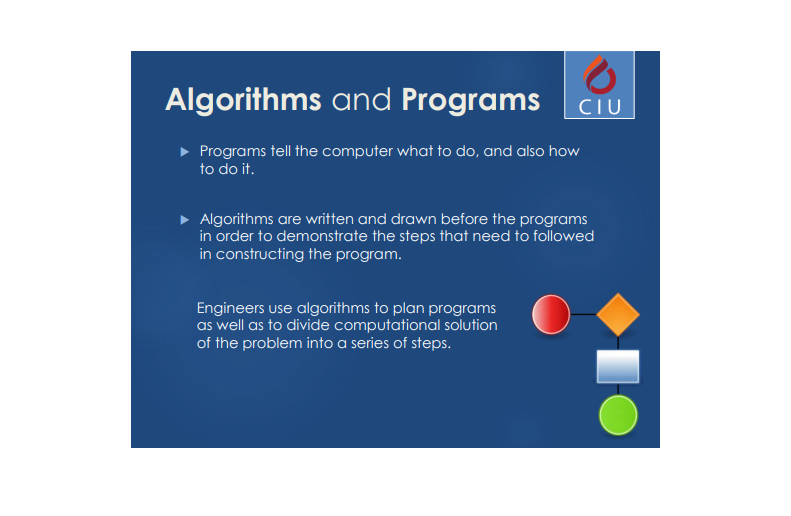 Algorithms and Programs
CIU
Programs tell the computer what to do, and also how
to do it.
Algorithms are written and drawn before the programs
in order to demonstrate the steps that need to followed
in constructing the program.
Engineers use algorithms to plan programs
as well as to divide computational solution
of the problem into a series of steps.